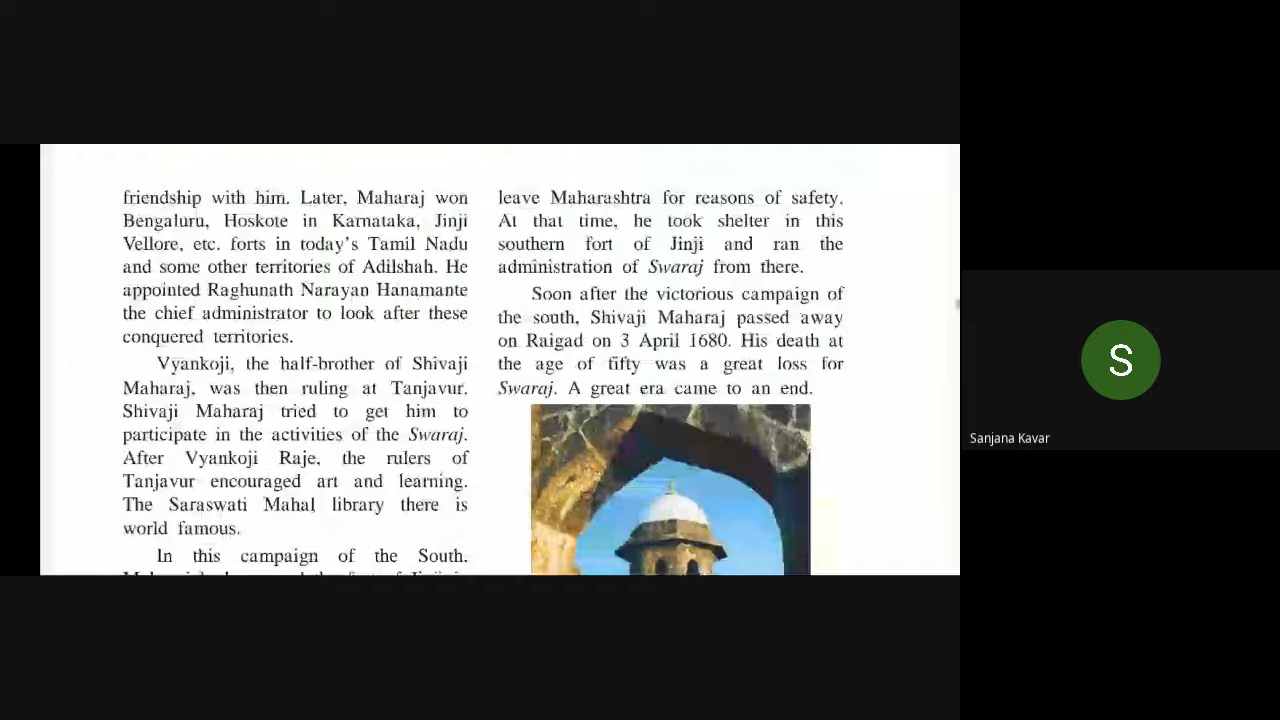 friendship with him. Later, Maharaj won
Bengaluru, Hoskote in Karnataka, Jinji
Vellore, etc. forts in today's Tamil Nadu
and some other territories of Adilshah. He
appointed Raghunath Narayan Hanamante
the chief administrator to look after these
conquered territories.
Vyankoji, the half-brother of Shivaji
Maharaj, was then ruling at Tanjavur.
Shivaji Maharaj tried to get him to
participate in the activities of the Swaraj.
After Vyankoji Raje, the rulers of
Tanjavur encouraged art and learning.
The Saraswati Mahal library there is
world famous.
In this campaign of the South,
leave Maharashtra for reasons of safety.
At that time, he took shelter in this
southern fort of Jinji and ran the
administration of Swaraj from there.
Soon after the victorious campaign of
the south, Shivaji Maharaj passed away
on Raigad on 3 April 1680. His death at
the age of fifty was a great loss for
Swaraj. A great era came to an end.
S
Sanjana Kavar